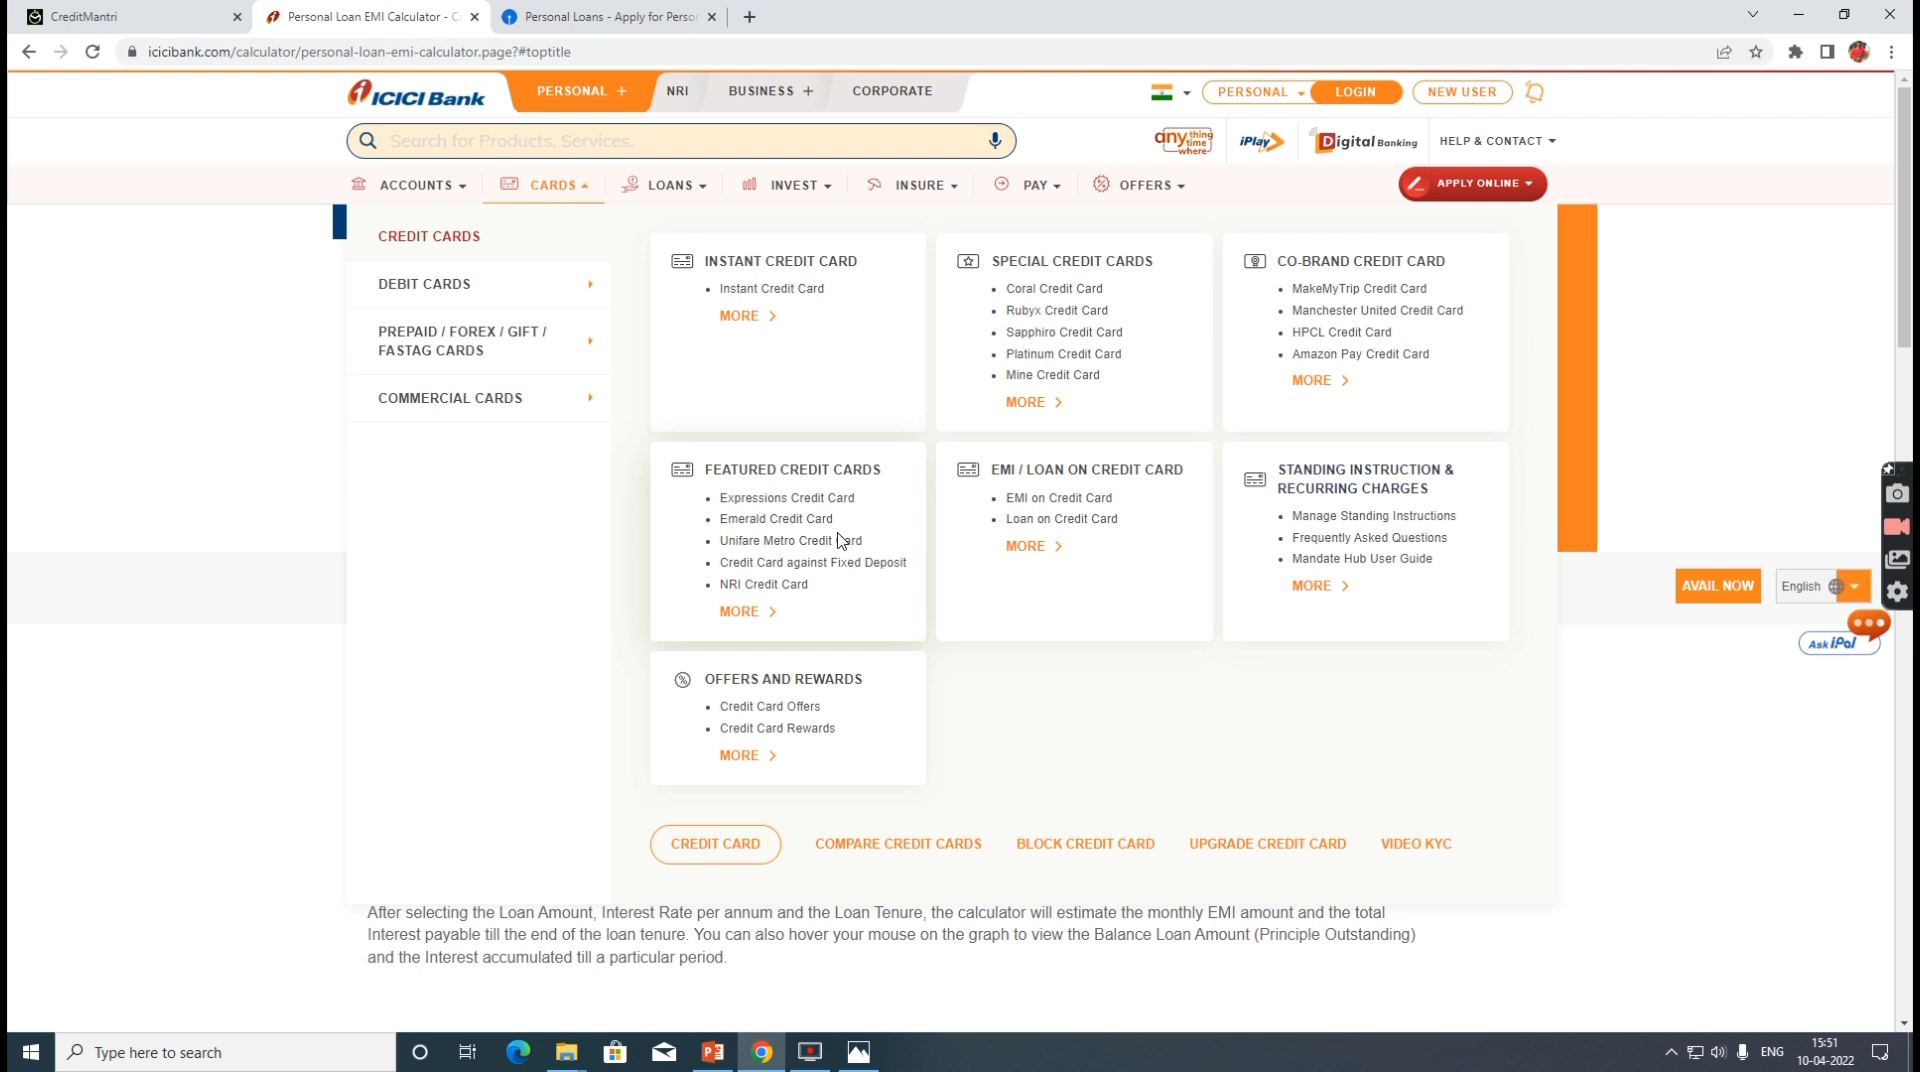 CreditMantri
Personal Loan EMI Calculator - C
Personal Loans - Apply for Perso
icicibank.com/calculator/personal-loan-emi-calculator.page?#toptitle
ICICI Bank
PERSONAL +
NRI
BUSINESS +
CORPORATE
PERSONAL
LOGIN
NEW USER
Search for Products, Services.
anything time where
iPlay
Digital Banking
HELP & CONTACT
ACCOUNTS
CARDS
LOANS
INVEST
INSURE
PAY
OFFERS
APPLY ONLINE
CREDIT CARDS
DEBIT CARDS
PREPAID / FOREX / GIFT /
FASTAG CARDS
COMMERCIAL CARDS
INSTANT CREDIT CARD
Instant Credit Card
MORE >
SPECIAL CREDIT CARDS
Coral Credit Card
Rubyx Credit Card
Sapphiro Credit Card
Platinum Credit Card
Mine Credit Card
MORE >
CO-BRAND CREDIT CARD
MakeMyTrip Credit Card
Manchester United Credit Card
HPCL Credit Card
Amazon Pay Credit Card
MORE >
FEATURED CREDIT CARDS
Expressions Credit Card
Emerald Credit Card
Unifare Metro Credit Card
Credit Card against Fixed Deposit
NRI Credit Card
MORE >
EMI / LOAN ON CREDIT CARD
EMI on Credit Card
Loan on Credit Card
MORE >
STANDING INSTRUCTION &
RECURRING CHARGES
Manage Standing Instructions
Frequently Asked Questions
Mandate Hub User Guide
MORE >
AVAIL NOW
English
Ask iPal
OFFERS AND REWARDS
Credit Card Offers
Credit Card Rewards
MORE >
CREDIT CARD
COMPARE CREDIT CARDS
BLOCK CREDIT CARD
UPGRADE CREDIT CARD
VIDEO KYC
After selecting the Loan Amount, Interest Rate per annum and the Loan Tenure, the calculator will estimate the monthly EMI amount and the total
Interest payable till the end of the loan tenure. You can also hover your mouse on the graph to view the Balance Loan Amount (Principle Outstanding)
and the Interest accumulated till a particular period.
Type here to search
ENG
15:51
10-04-2022